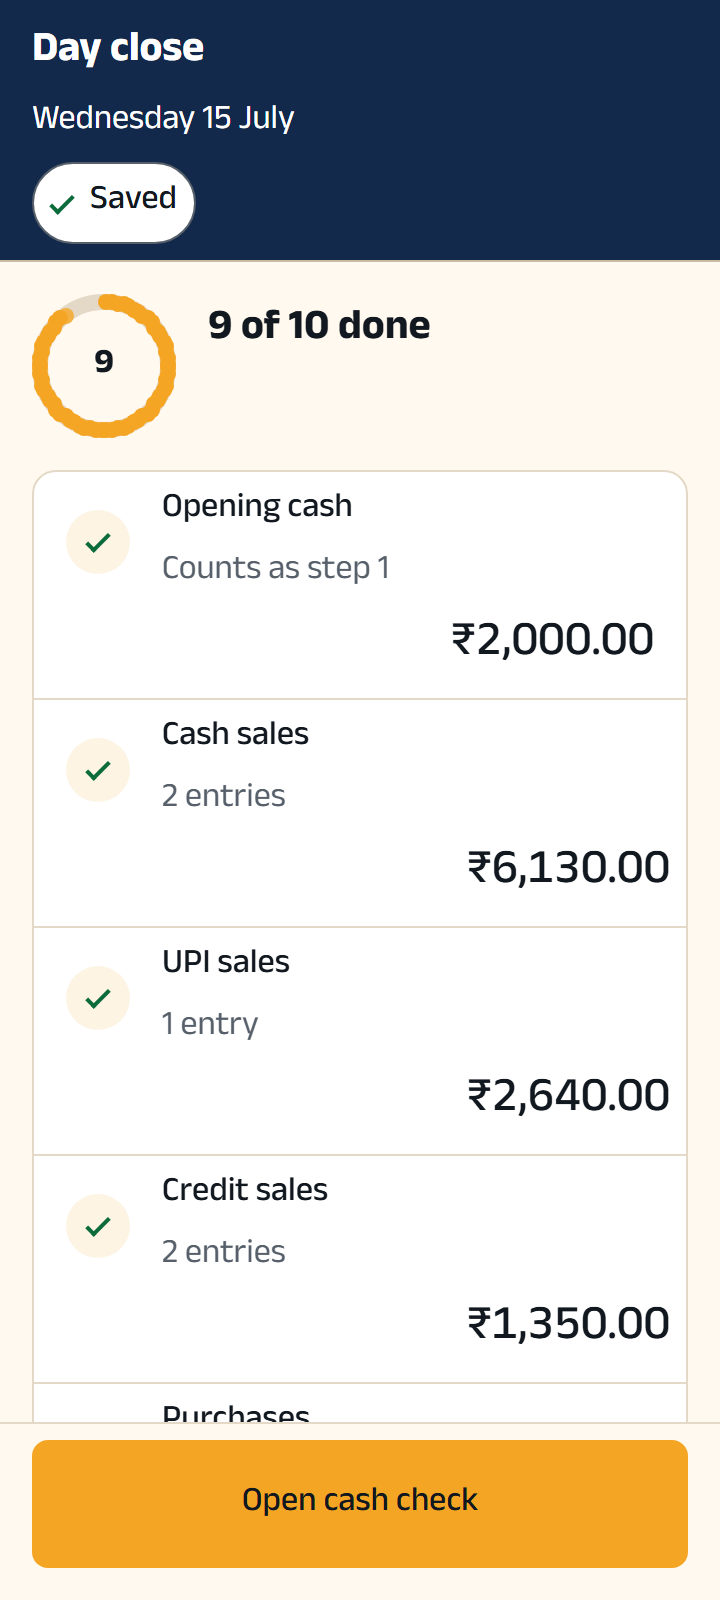 Day close
Wednesday 15 July
Saved
9
9 of 10 done
Opening cash
Counts as step 1
₹2,000.00
Cash sales
2 entries
₹6,130.00
UPI sales
1 entry
₹2,640.00
Credit sales
2 entries
₹1,350.00
Purchases
Open cash check